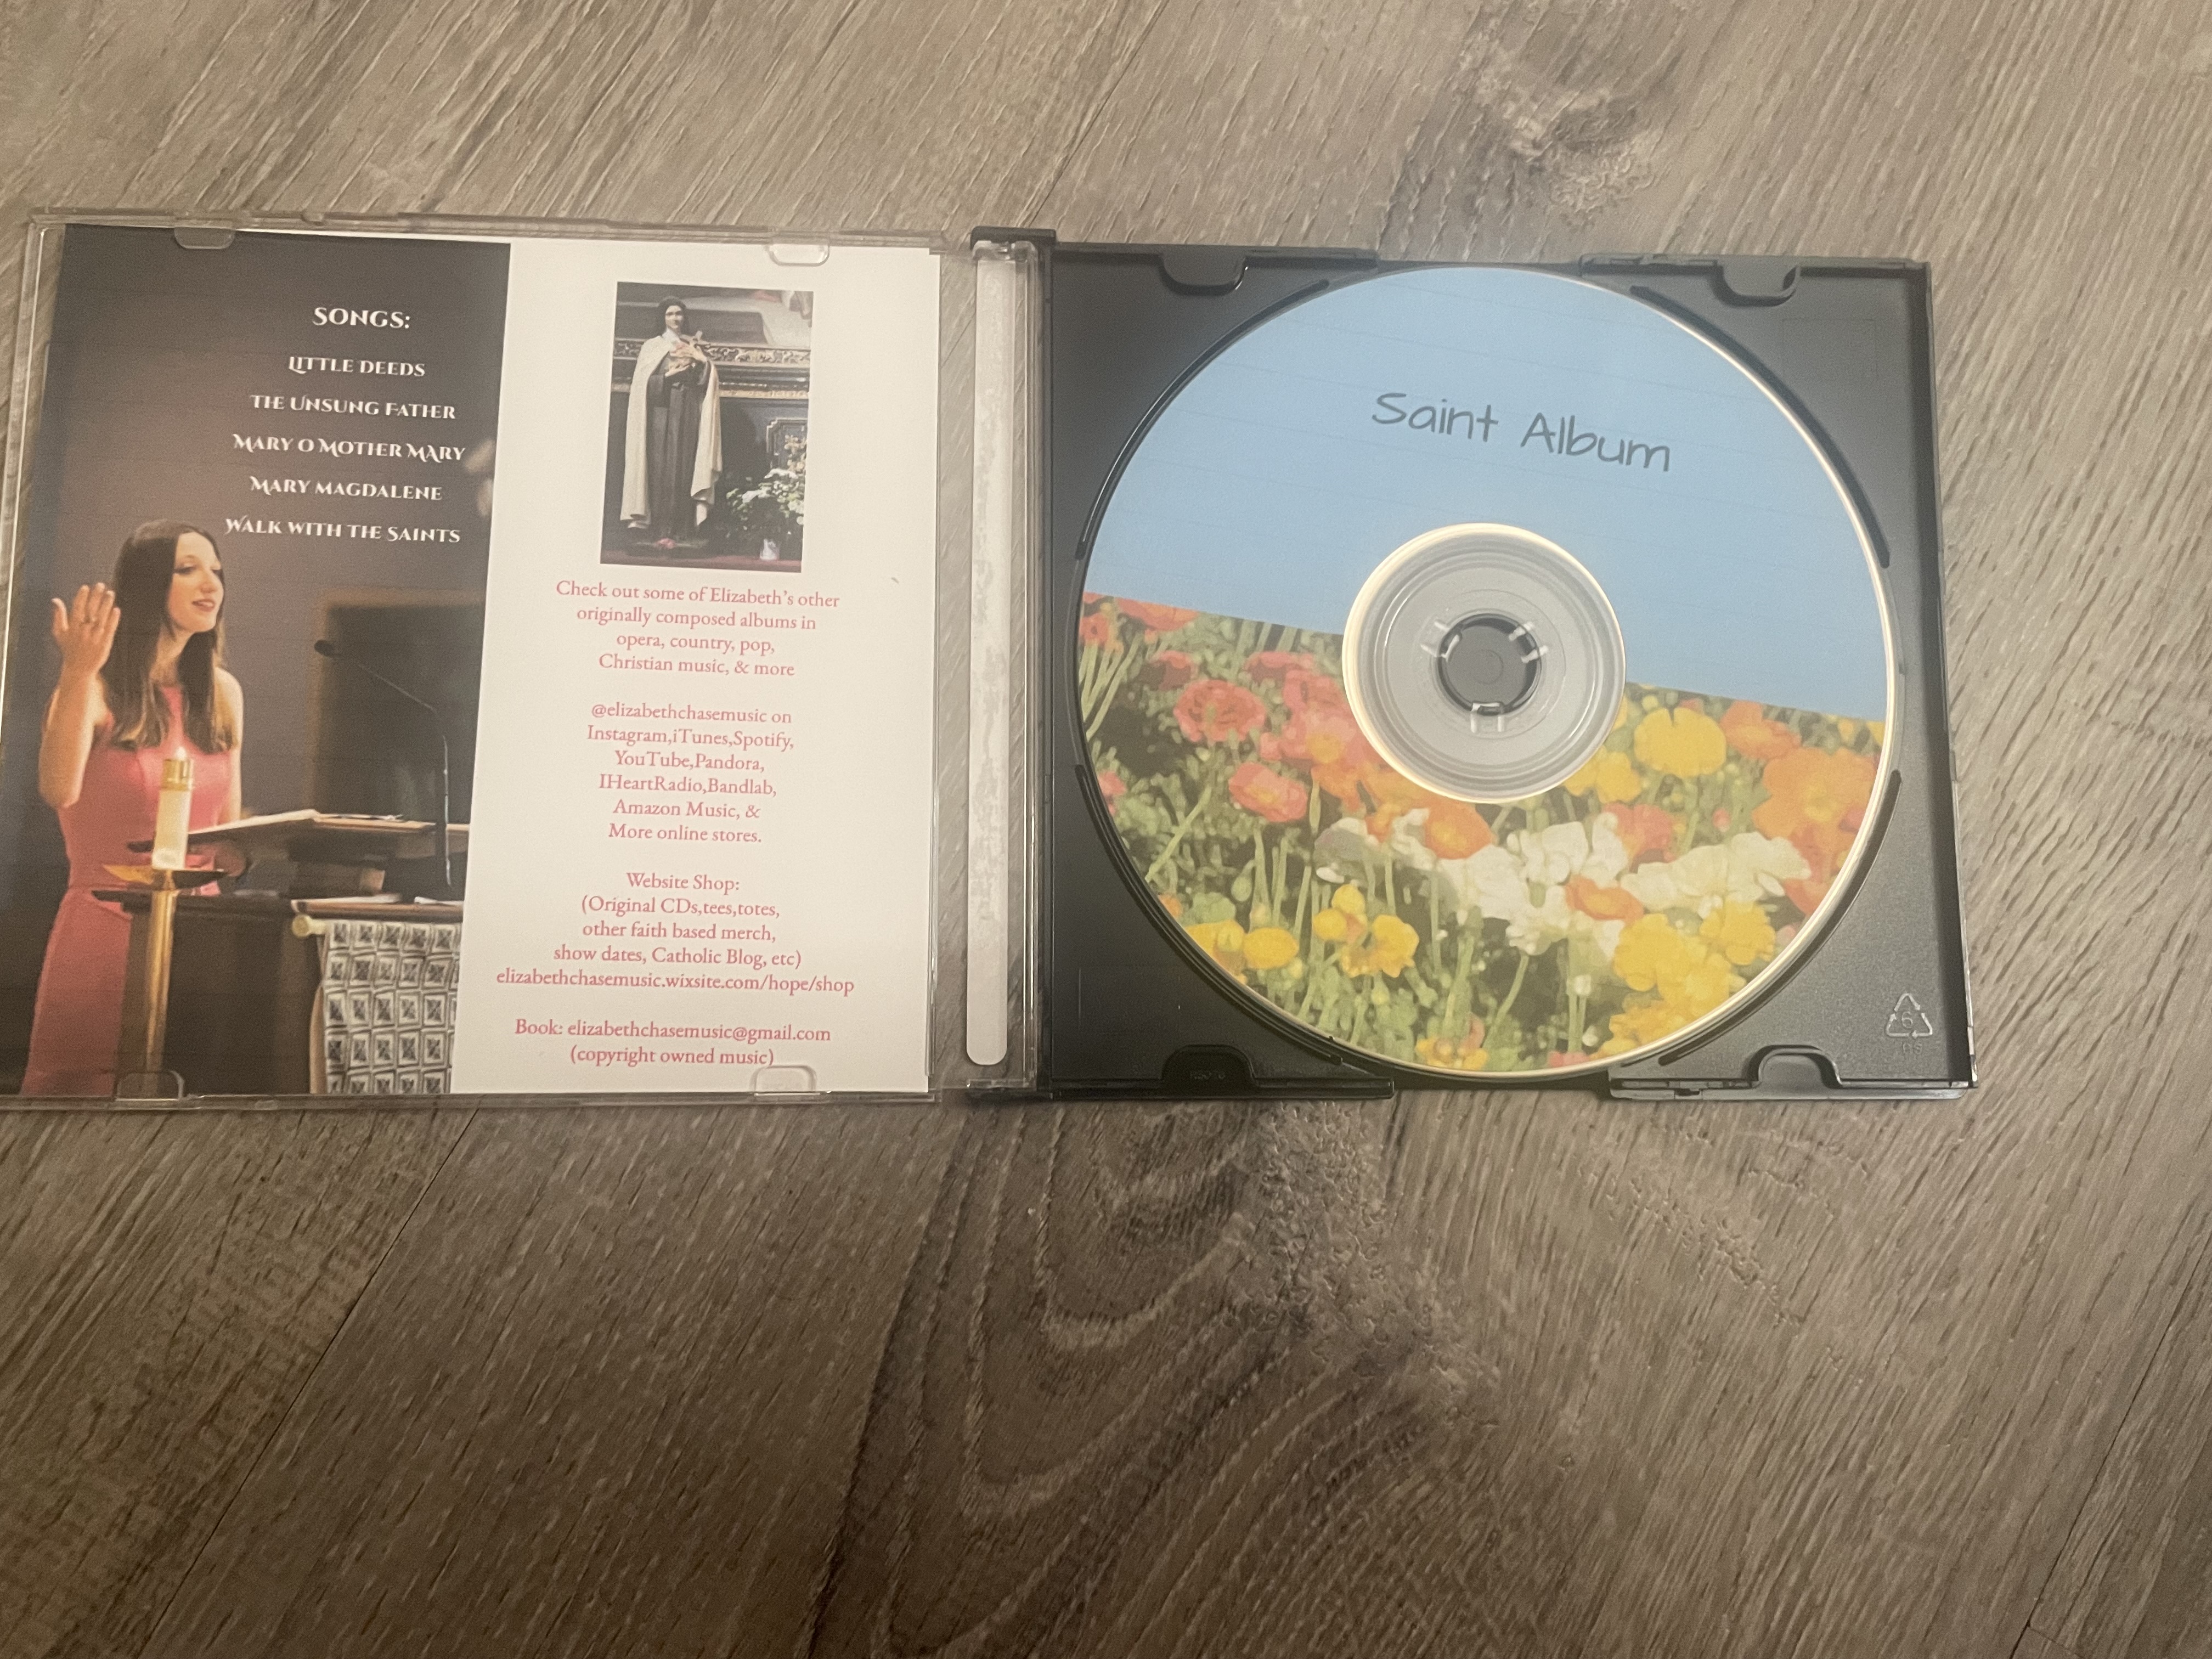 SONGS:
LITTLE DEEDS
THE UNSUNG FATHER
MARY O MOTHER MARY
MARY MAGDALENE
WALK WITH THE SAINTS
Check out some of Elizabeth's other
originally composed albums in
opera, country, pop,
Christian music, & more
@elizabethchasemusic on
Instagram,iTunes,Spotify,
YouTube,Pandora,
IHeartRadio,Bandlab,
Amazon Music, &
More online stores.
Website Shop:
(Original CDs,tees,totes,
other faith based merch,
show dates, Catholic Blog, etc)
elizabethchasemusic.wixsite.com/hope/shop
Book: elizabethchasemusic@gmail.com
(copyright owned music)
Saint Album
6